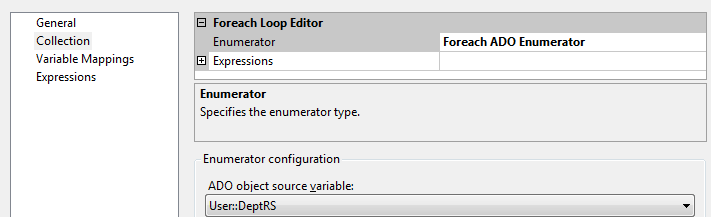 General
Collection
Variable Mappings
Expressions
Foreach Loop Editor
Enumerator Foreach ADO Enumerator
Expressions
Enumerator
Specifies the enumerator type.
Enumerator configuration
ADO object source variable:
User::DeptRS